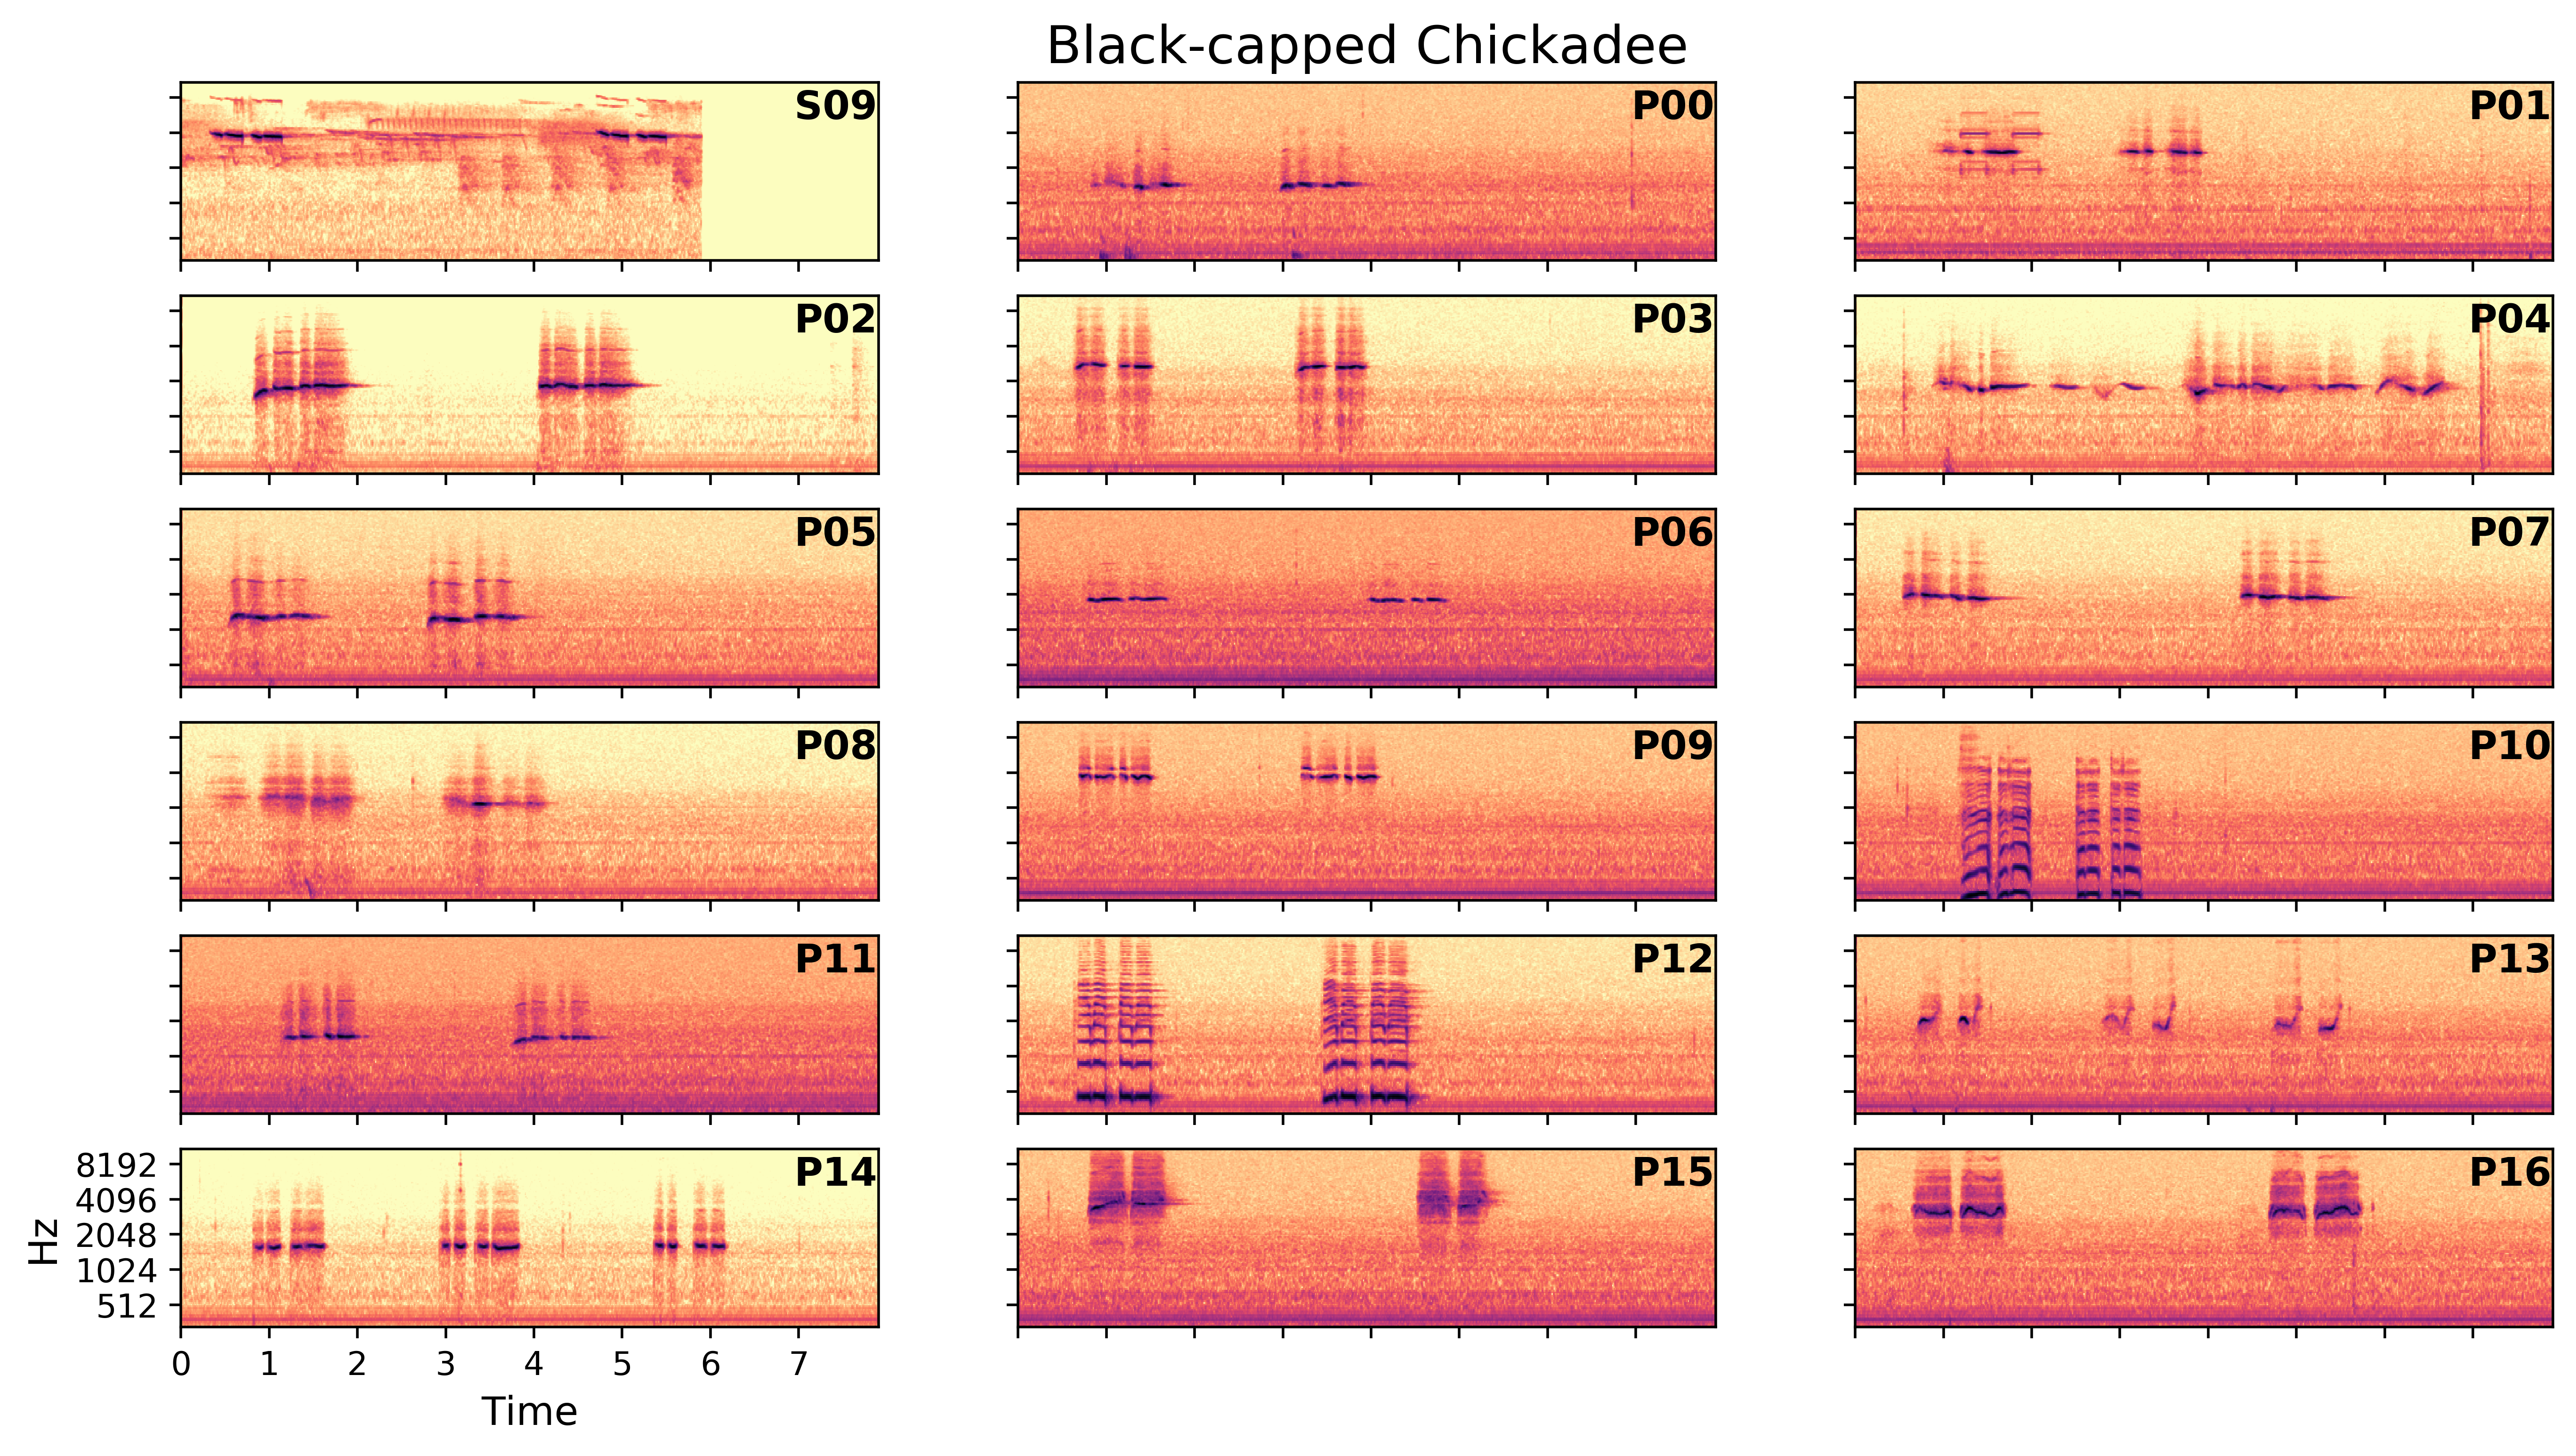 Black-capped Chickadee
S09
P00
P01
P02
P03
P04
P05
P06
P07
P08
P09
P10
P11
P12
P13
P14
P15
P16
8192
4096
2048
1024
512
Hz
0 1 2 3 4 5 6 7
Time